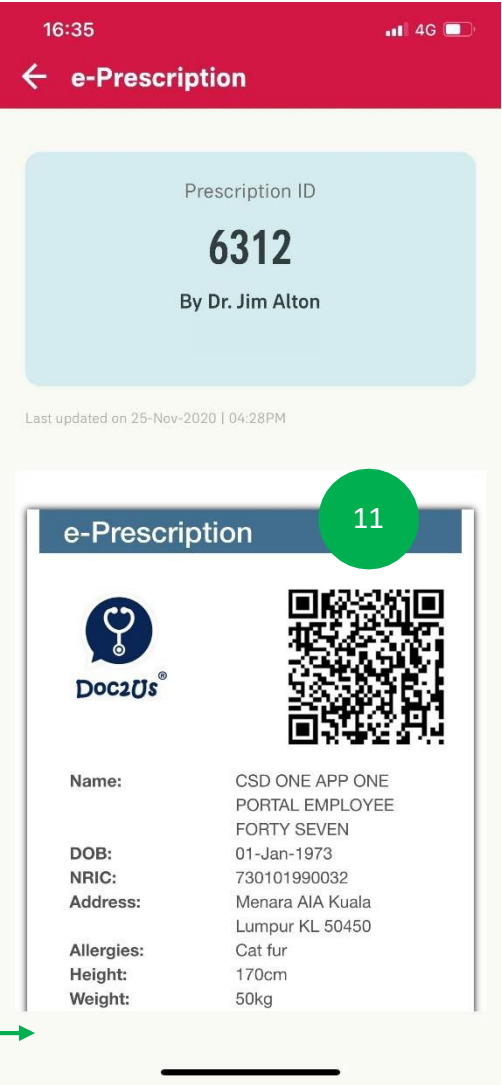 16:35 4G
e-Prescription
Prescription ID
6312
By Dr. Jim Alton
Last updated on 25-Nov-2020 | 04:28PM
11
e-Prescription
Doc2Us®
Name: CSD ONE APP ONE
PORTAL EMPLOYEE
FORTY SEVEN
DOB: 01-Jan-1973
NRIC: 730101990032
Address: Menara AIA Kuala
Lumpur KL 50450
Allergies: Cat fur
Height: 170cm
Weight: 50kg